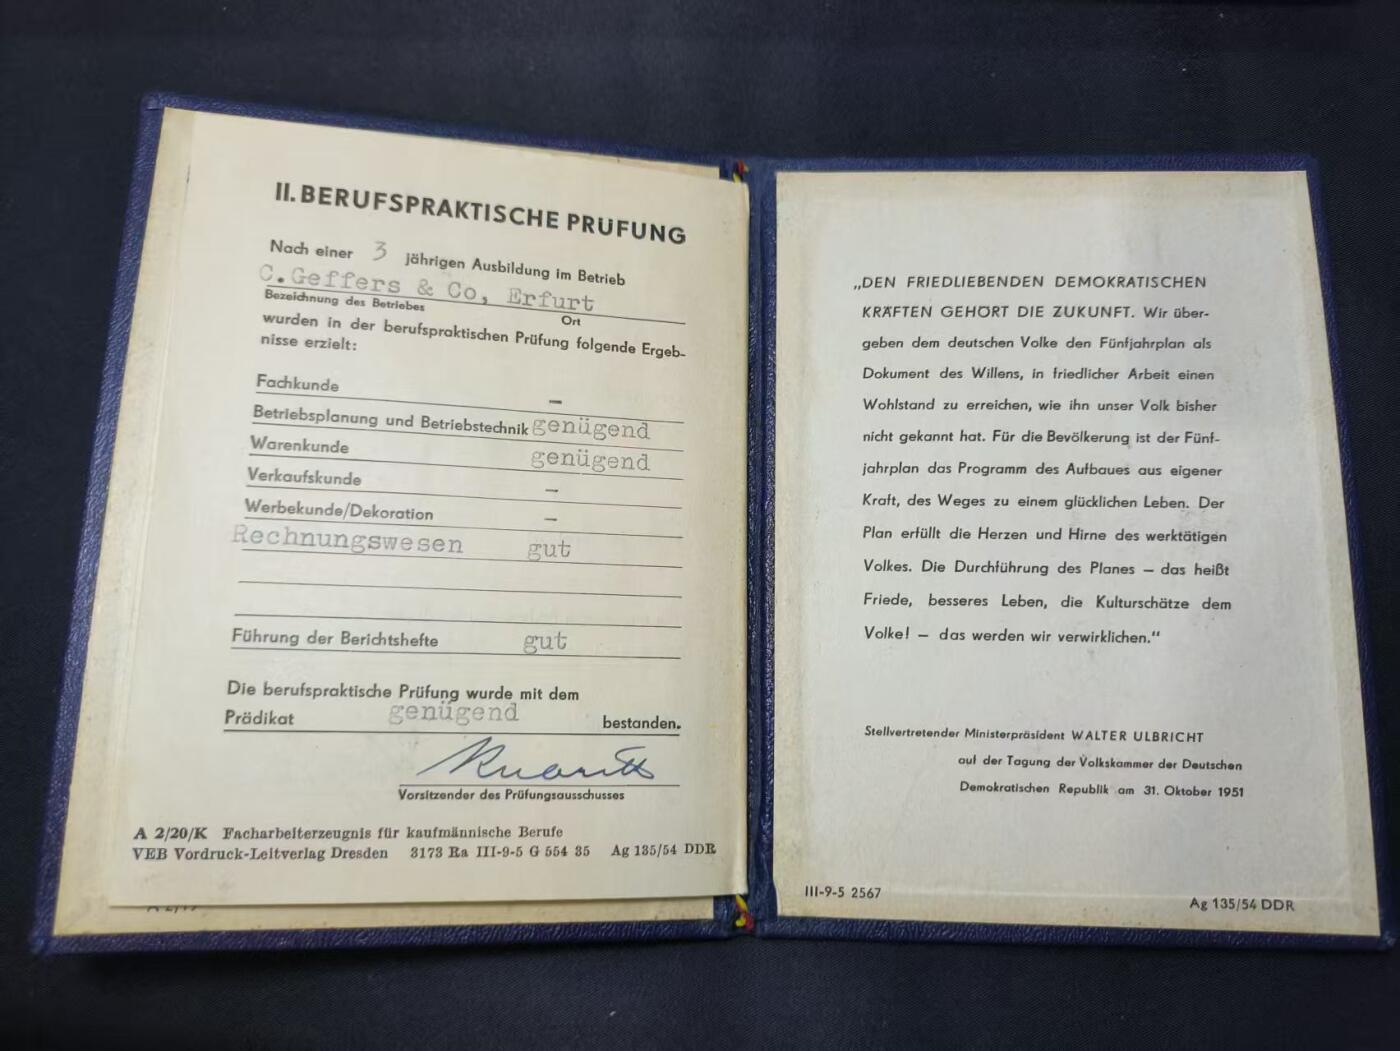 II. BERUFSPRAKTISCHE PRÜFUNG
Nach einer 3 jährigen Ausbildung im Betrieb
C.Geffers & Co, Erfurt
Bezeichnung des Betriebes Ort
wurden in der berufspraktischen Prüfung folgende Ergeb-
nisse erzielt:
Fachkunde –
Betriebsplanung und Betriebstechnik genügend
Warenkunde genügend
Verkaufskunde –
Werbekunde/Dekoration –
Rechnungswesen gut
Führung der Berichtshefte gut
Die berufspraktische Prüfung wurde mit dem
Prädikat genügend bestanden.
Vorsitzender des Prüfungsausschusses
A 2/20/K Facharbeiterzeugnis für kaufmännische Berufe
VEB Vordruck-Leitverlag Dresden 3173 Ra III-9-5 G 554 35 Ag 135/54 DDR
„DEN FRIEDLIEBENDEN DEMOKRATISCHEN
KRÄFTEN GEHÖRT DIE ZUKUNFT. Wir über-
geben dem deutschen Volke den Fünfjahrplan als
Dokument des Willens, in friedlicher Arbeit einen
Wohlstand zu erreichen, wie ihn unser Volk bisher
nicht gekannt hat. Für die Bevölkerung ist der Fünf-
jahrplan das Programm des Aufbaues aus eigener
Kraft, des Weges zu einem glücklichen Leben. Der
Plan erfüllt die Herzen und Hirne des werktätigen
Volkes. Die Durchführung des Planes – das heißt
Friede, besseres Leben, die Kulturschätze dem
Volke! – das werden wir verwirklichen."
Stellvertretender Ministerpräsident WALTER ULBRICHT
auf der Tagung der Volkskammer der Deutschen
Demokratischen Republik am 31. Oktober 1951
III-9-5 2567 Ag 135/54 DDR